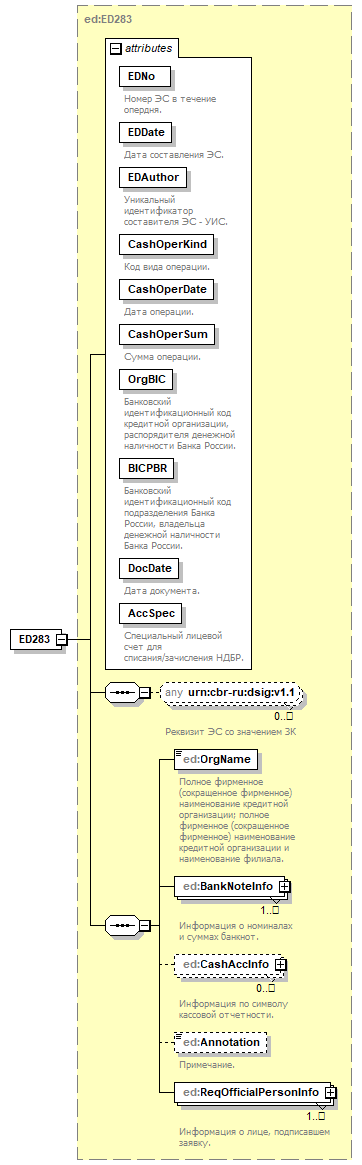 ed:ED283
attributes
EDNo
Номер ЭС в течение
опердня.
EDDate
Дата составления ЭС.
EDAuthor
Уникальный
идентификатор
составителя ЭС - УИС.
CashOperKind
Код вида операции.
CashOperDate
Дата операции.
CashOperSum
Сумма операции.
OrgBIC
Банковский
идентификационный код
кредитной организации,
распорядителя денежной
наличности Банка России.
BICPBR
Банковский
идентификационный код
подразделения Банка
России, владельца
денежной наличности
Банка России.
DocDate
Дата документа.
AccSpec
Специальный лицевой
счет для
списания/зачисления НДБР.
ED283
any urn:cbr-ru:dsig:v1.1
0..□
Реквизит ЭС со значением ЗК
ed:OrgName
Полное фирменное
(сокращенное фирменное)
наименование кредитной
организации; полное
фирменное (сокращенное
фирменное) наименование
кредитной организации и
наименование филиала.
ed:BankNoteInfo
1..□
Информация о номиналах
и суммах банкнот.
ed:CashAccInfo
0..□
Информация по символу
кассовой отчетности.
ed:Annotation
Примечание.
ed:ReqOfficialPersonInfo
1..□
Информация о лице, подписавшем
заявку.